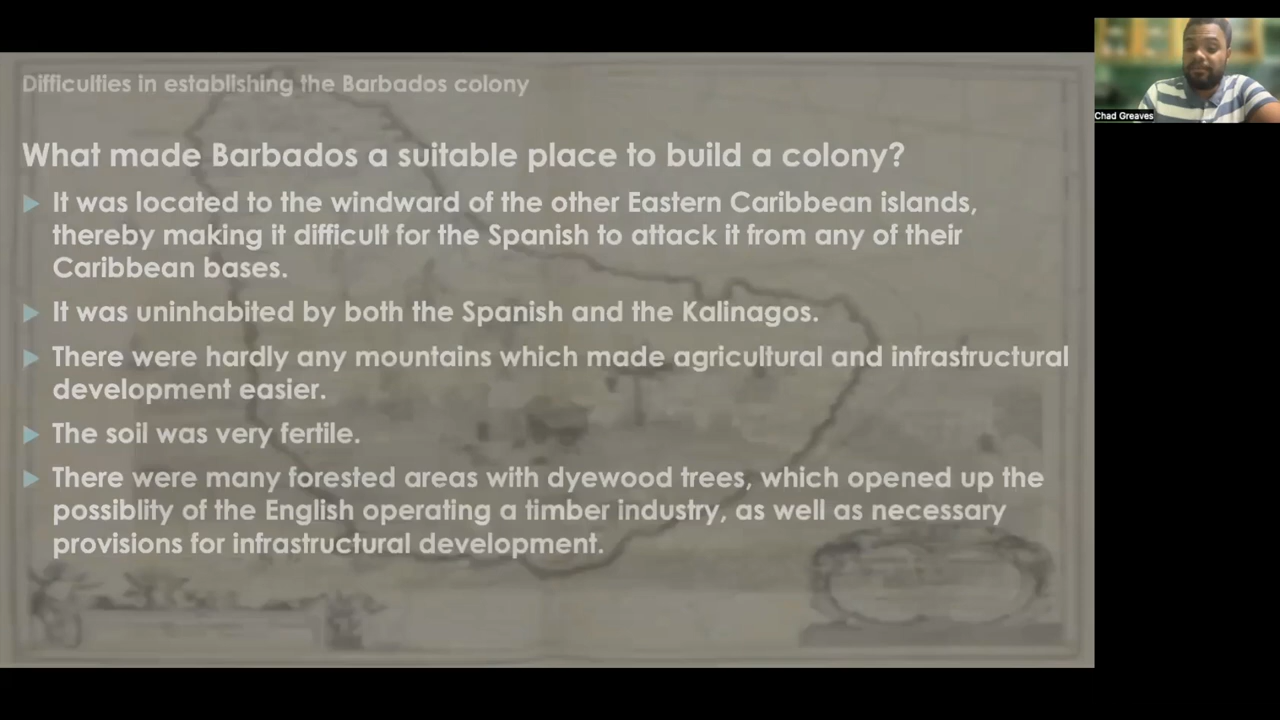 Difficulties in establishing the Barbados colony
Chad Greaves
What made Barbados a suitable place to build a colony?
It was located to the windward of the other Eastern Caribbean islands,
thereby making it difficult for the Spanish to attack it from any of their
Caribbean bases.
It was uninhabited by both the Spanish and the Kalinagos.
There were hardly any mountains which made agricultural and infrastructural
development easier.
The soil was very fertile.
There were many forested areas with dyewood trees, which opened up the
possiblity of the English operating a timber industry, as well as necessary
provisions for infrastructural development.